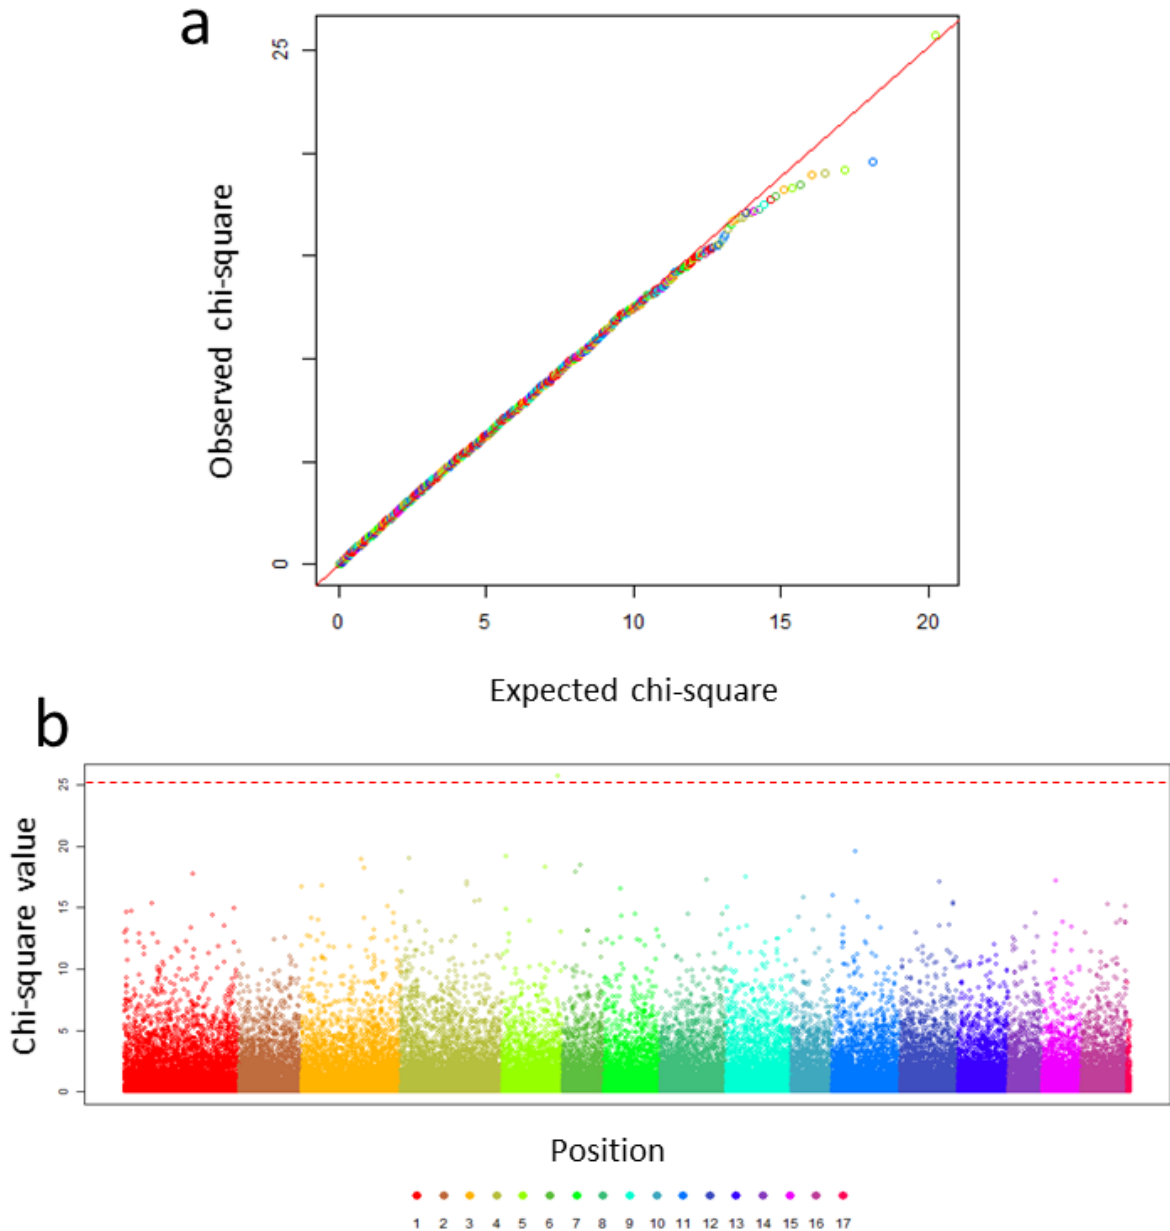 a
25
0
Observed chi-square
0 5 10 15 20
Expected chi-square
b
25
20
15
10
5
0
Chi-square value
Position
1 2 3 4 5 6 7 8 9 10 11 12 13 14 15 16 17